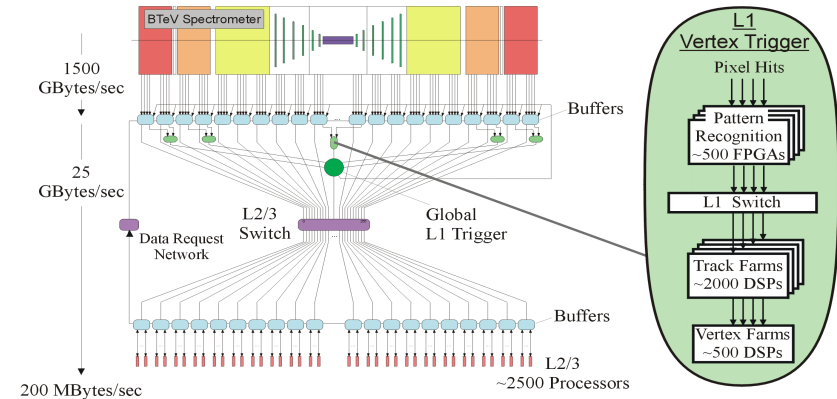 BTeV Spectrometer
1500
GBytes/sec
Buffers
25
GBytes/sec
L2/3
Switch
Global
L1 Trigger
Data Request
Network
Buffers
L2/3
~2500 Processors
200 MBytes/sec
L1
Vertex Trigger
Pixel Hits
Pattern
Recognition
~500 FPGAs
L1 Switch
Track Farms
~2000 DSPs
Vertex Farms
~500 DSPs